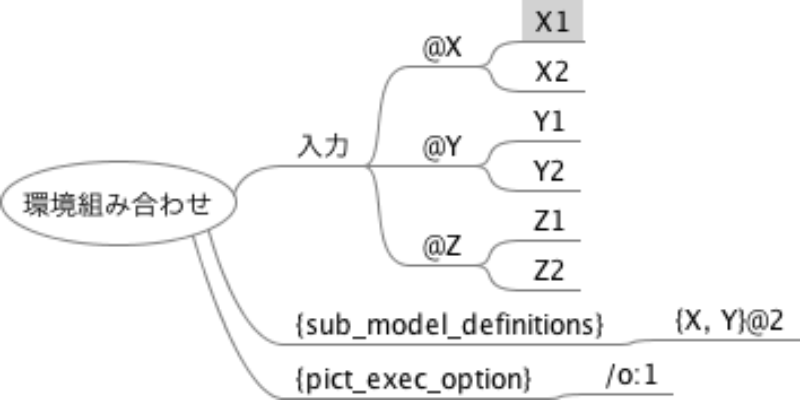 環境組み合わせ
入力
@X
X1
X2
@Y
Y1
Y2
@Z
Z1
Z2
{sub_model_definitions}
{X, Y}@2
{pict_exec_option}
/o:1